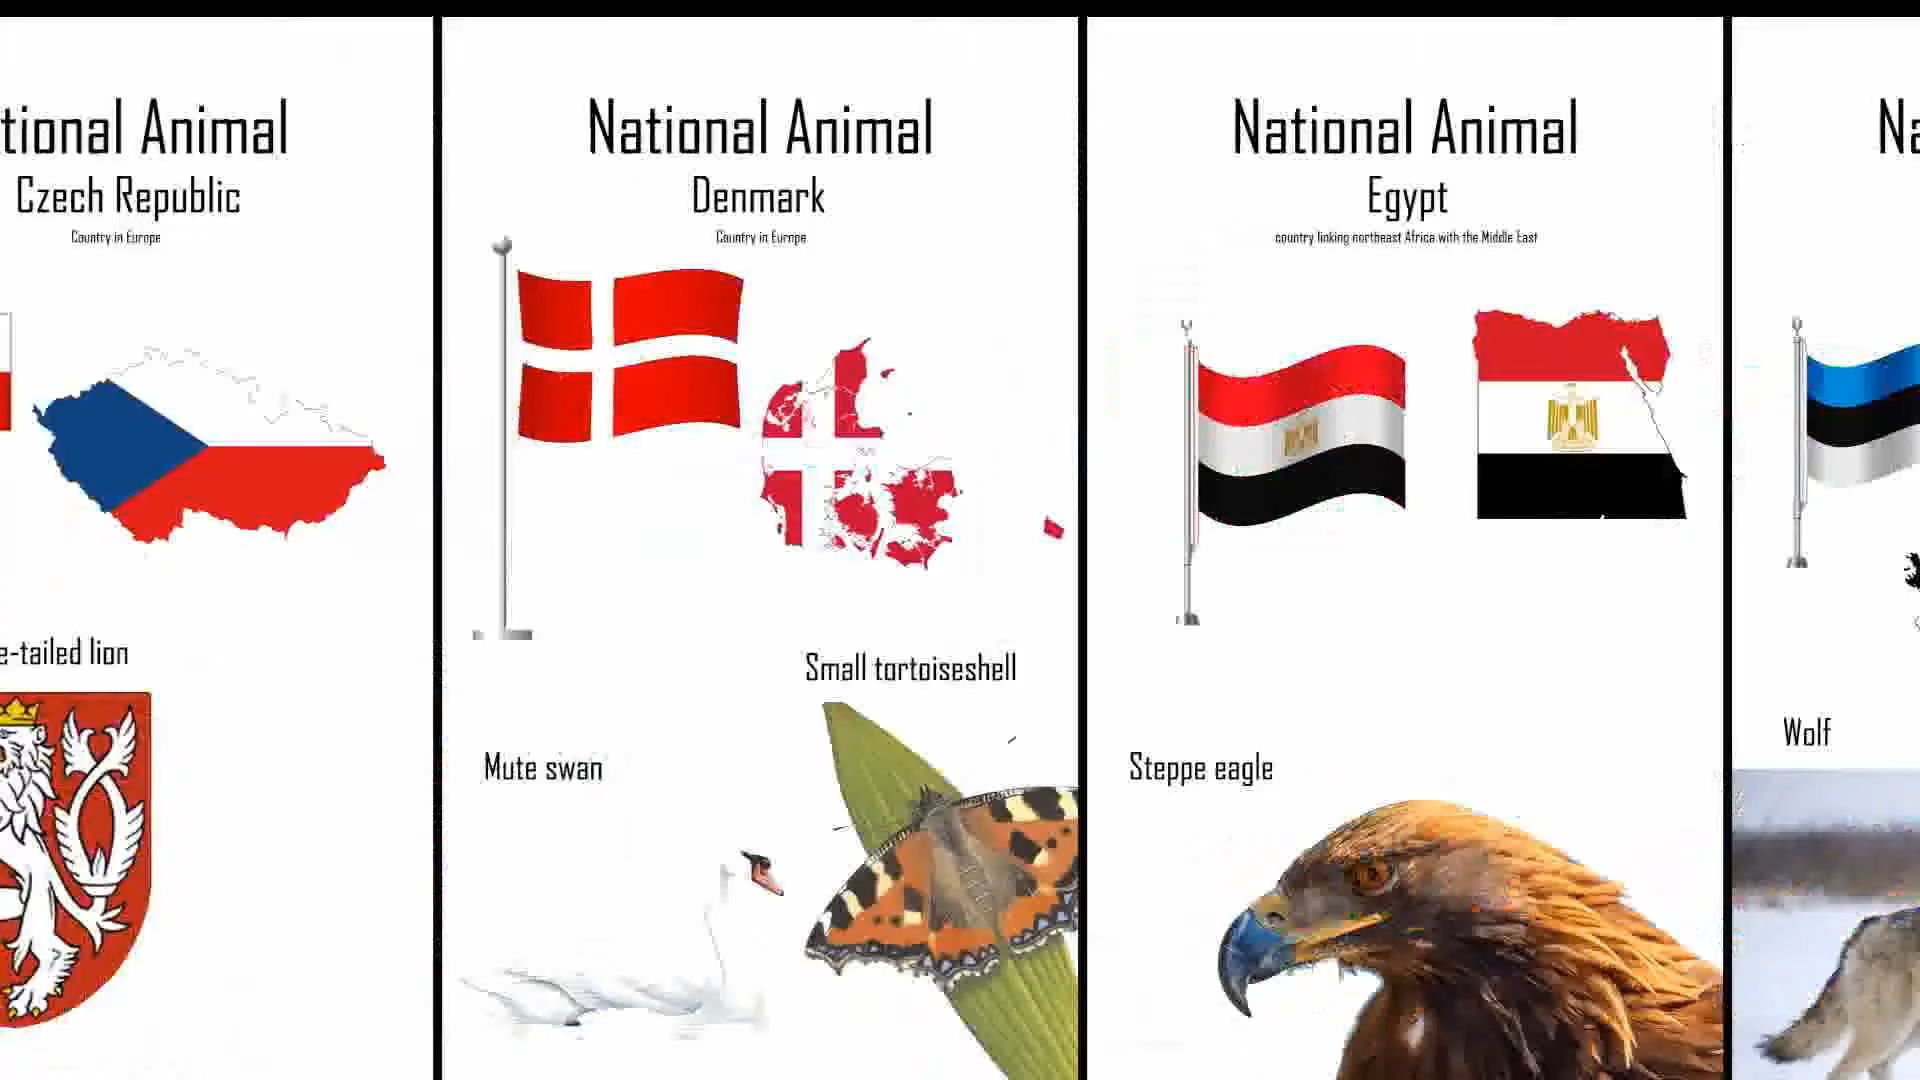 tional Animal
Czech Republic
Country in Europe
e-tailed lion
National Animal
Denmark
Country in Europe
Small tortoiseshell
Mute swan
National Animal
Egypt
country linking northeast Africa with the Middle East
Steppe eagle
Na
Wolf